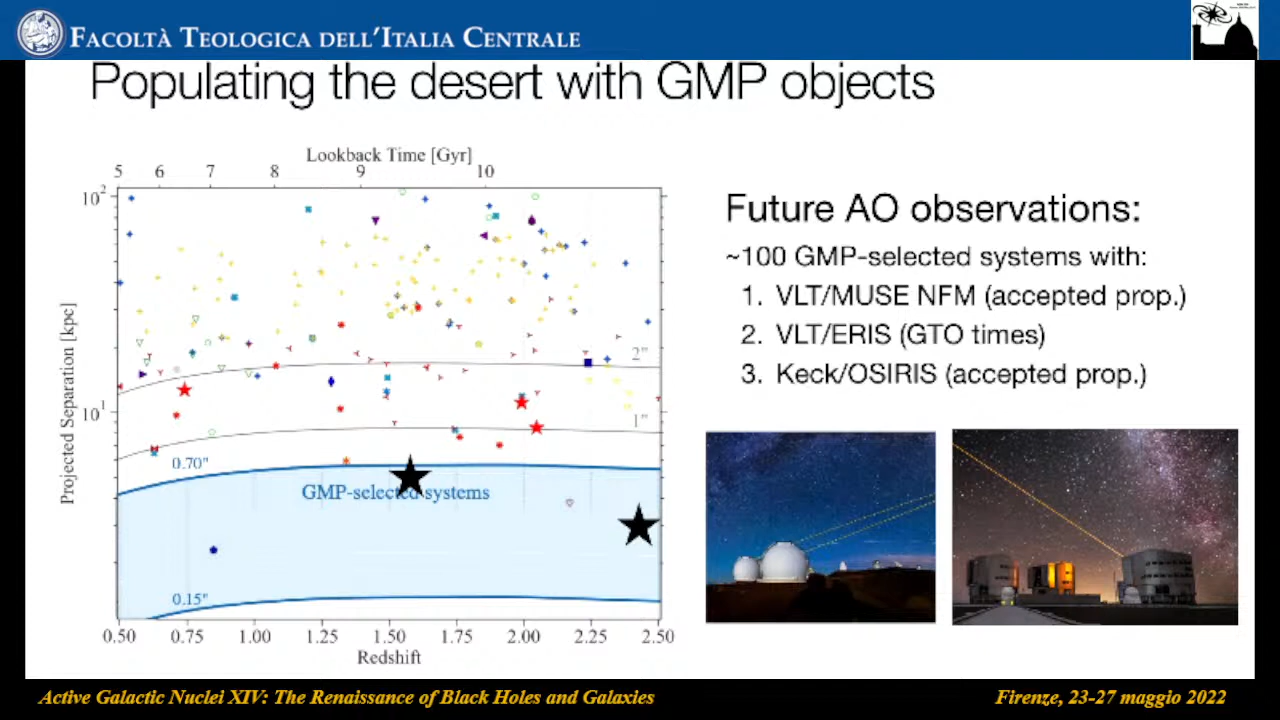 FACOLTÀ TEOLOGICA DELL'ITALIA CENTRALE
Populating the desert with GMP objects
Lookback Time [Gyr]
5 6 7 8 9 10
10²
10¹
Projected Separation [kpc]
2"
1"
0.70"
GMP-selected systems
0.15"
0.50 0.75 1.00 1.25 1.50 1.75 2.00 2.25 2.50
Redshift
Future AO observations:
~100 GMP-selected systems with:
1. VLT/MUSE NFM (accepted prop.)
2. VLT/ERIS (GTO times)
3. Keck/OSIRIS (accepted prop.)
Active Galactic Nuclei XIV: The Renaissance of Black Holes and Galaxies
Firenze, 23-27 maggio 2022